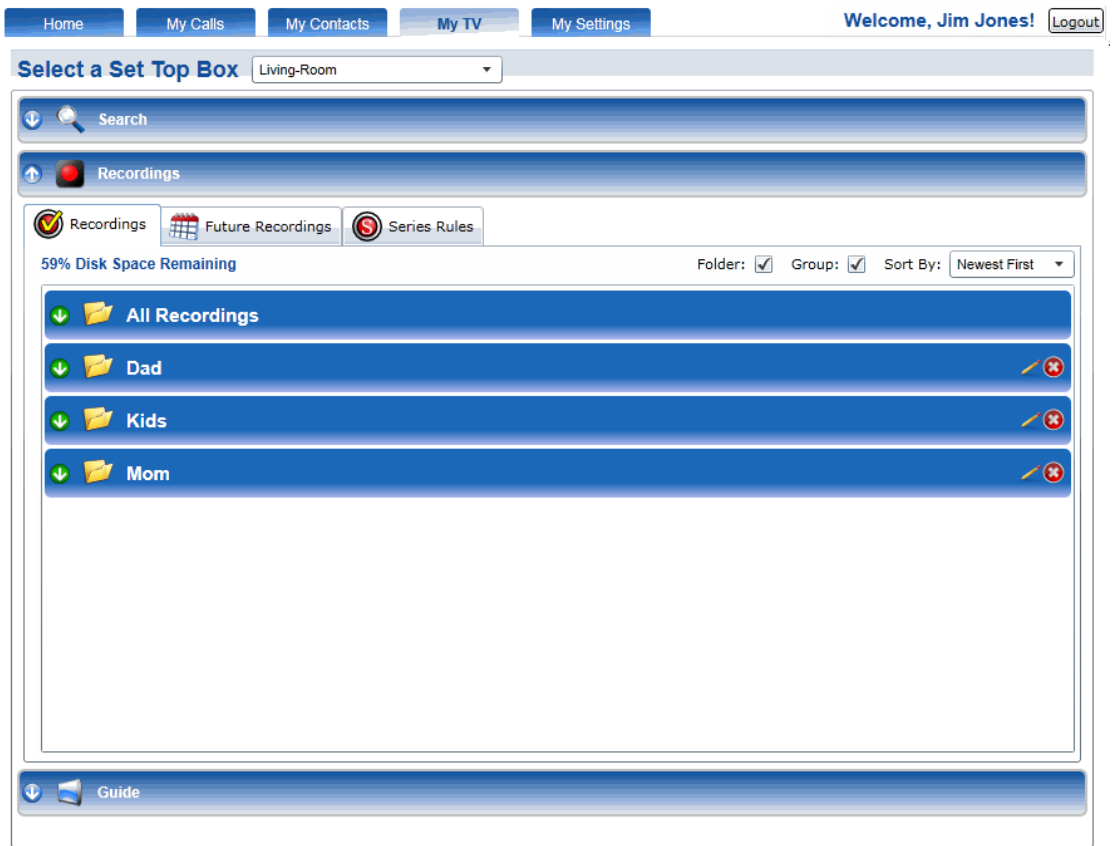 Home My Calls My Contacts My TV My Settings Welcome, Jim Jones! Logout
Select a Set Top Box Living-Room
Search
Recordings
Recordings Future Recordings S Series Rules
59% Disk Space Remaining Folder: Group: Sort By: Newest First
All Recordings
Dad
Kids
Mom
Guide